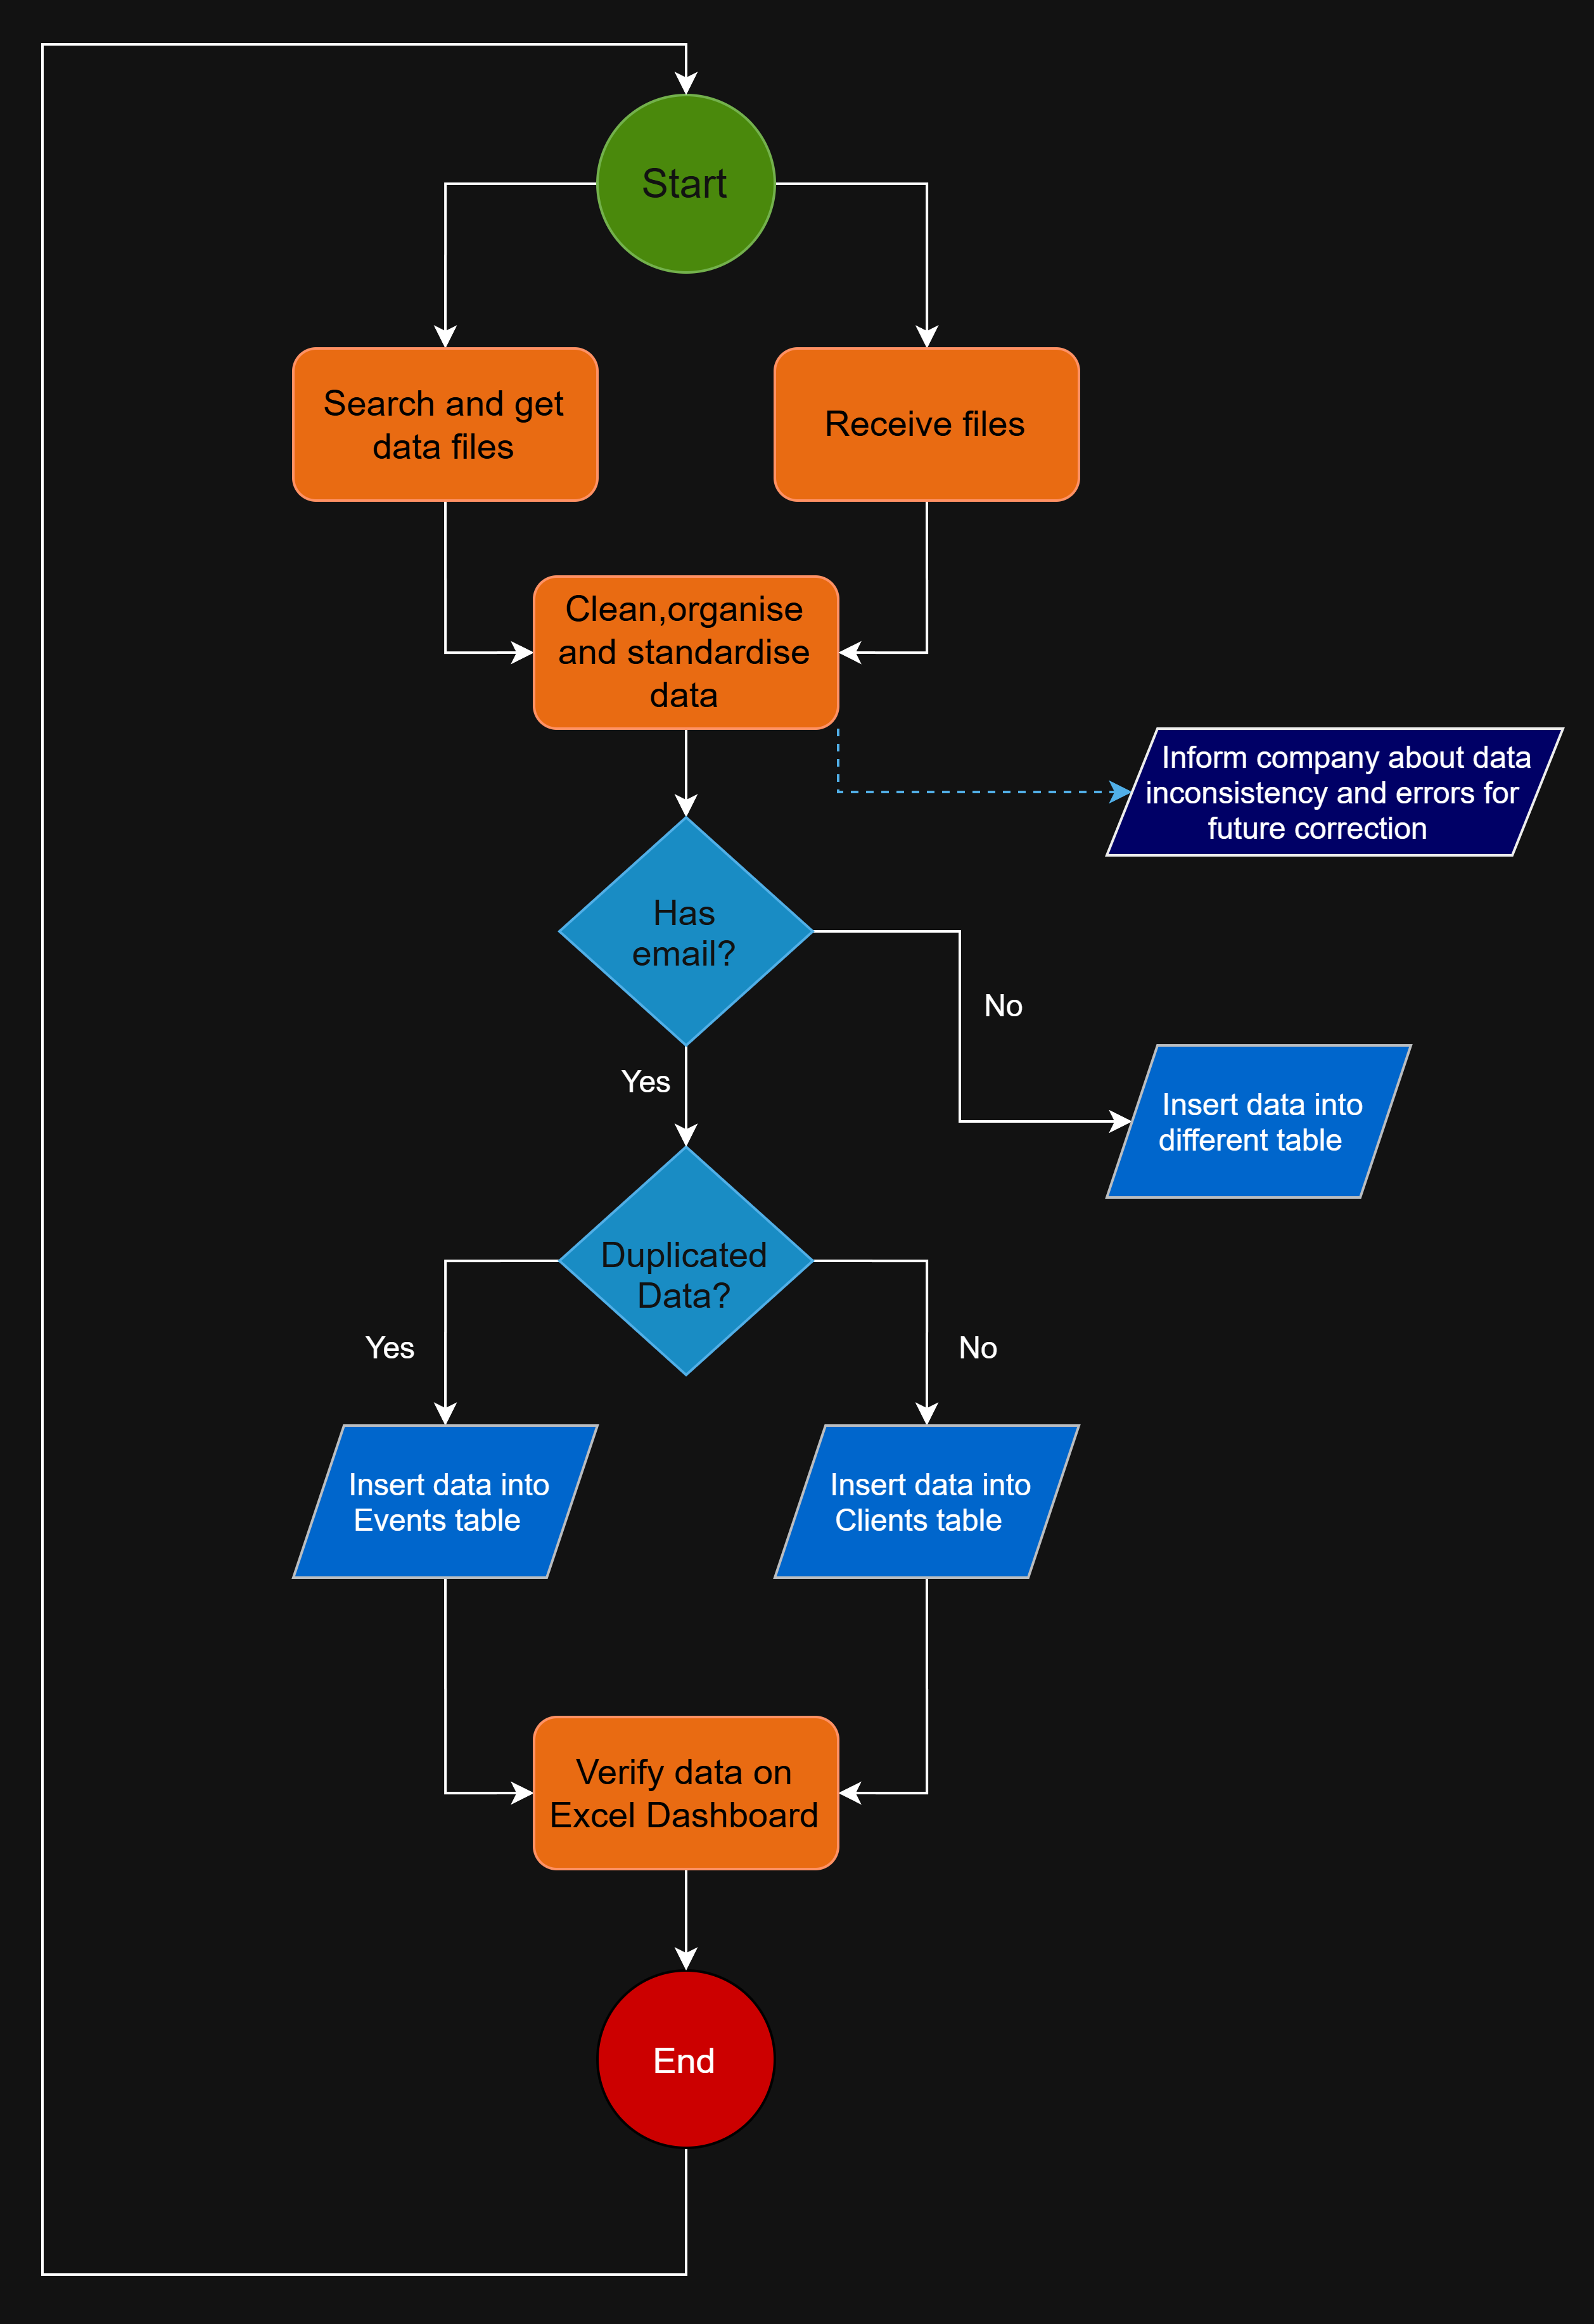 Start
Search and get
data files
Receive files
Clean,organise
and standardise
data
Inform company about data
inconsistency and errors for
future correction
Has
email?
No
Yes
Insert data into
different table
Duplicated
Data?
Yes
No
Insert data into
Events table
Insert data into
Clients table
Verify data on
Excel Dashboard
End